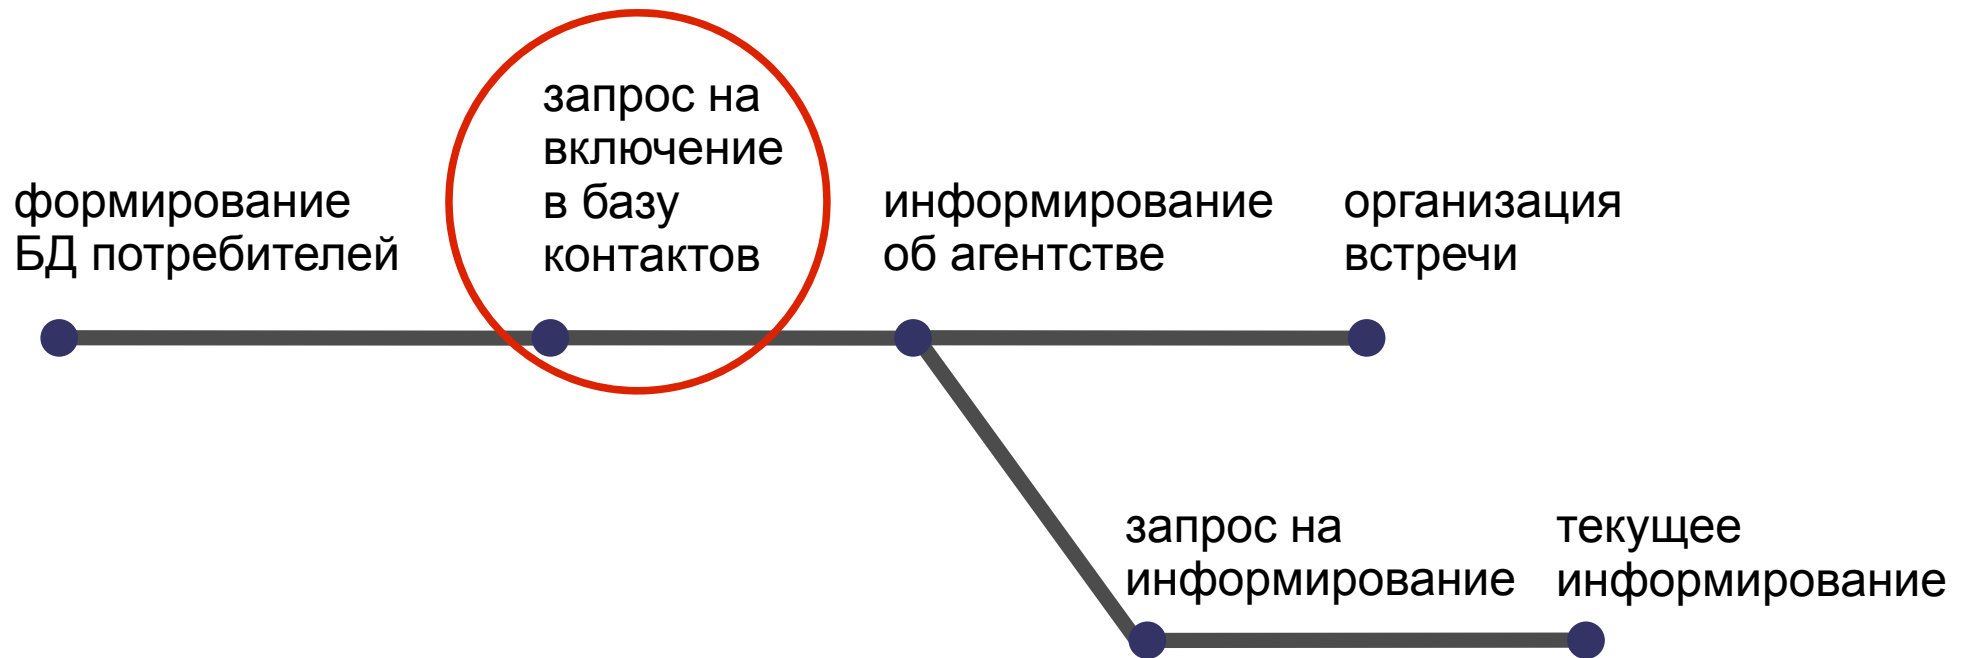 формирование
БД потребителей
запрос на
включение
в базу
контактов
информирование
об агентстве
организация
встречи
запрос на
информирование
текущее
информирование